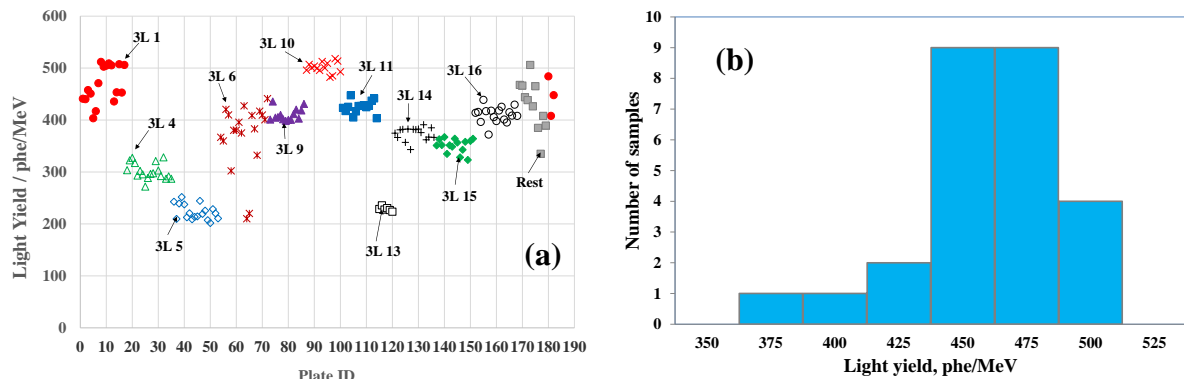 600
500
400
300
200
100
0
Light Yield / phe/MeV
3L 1
3L 10
3L 6
3L 11
3L 16
3L 14
3L 4
3L 9
3L 15
Rest
3L 5
3L 13
(a)
0 10 20 30 40 50 60 70 80 90 100 110 120 130 140 150 160 170 180 190
Plate ID
10
9
8
7
6
5
4
3
2
1
0
Number of samples
(b)
350 375 400 425 450 475 500 525
Light yield, phe/MeV